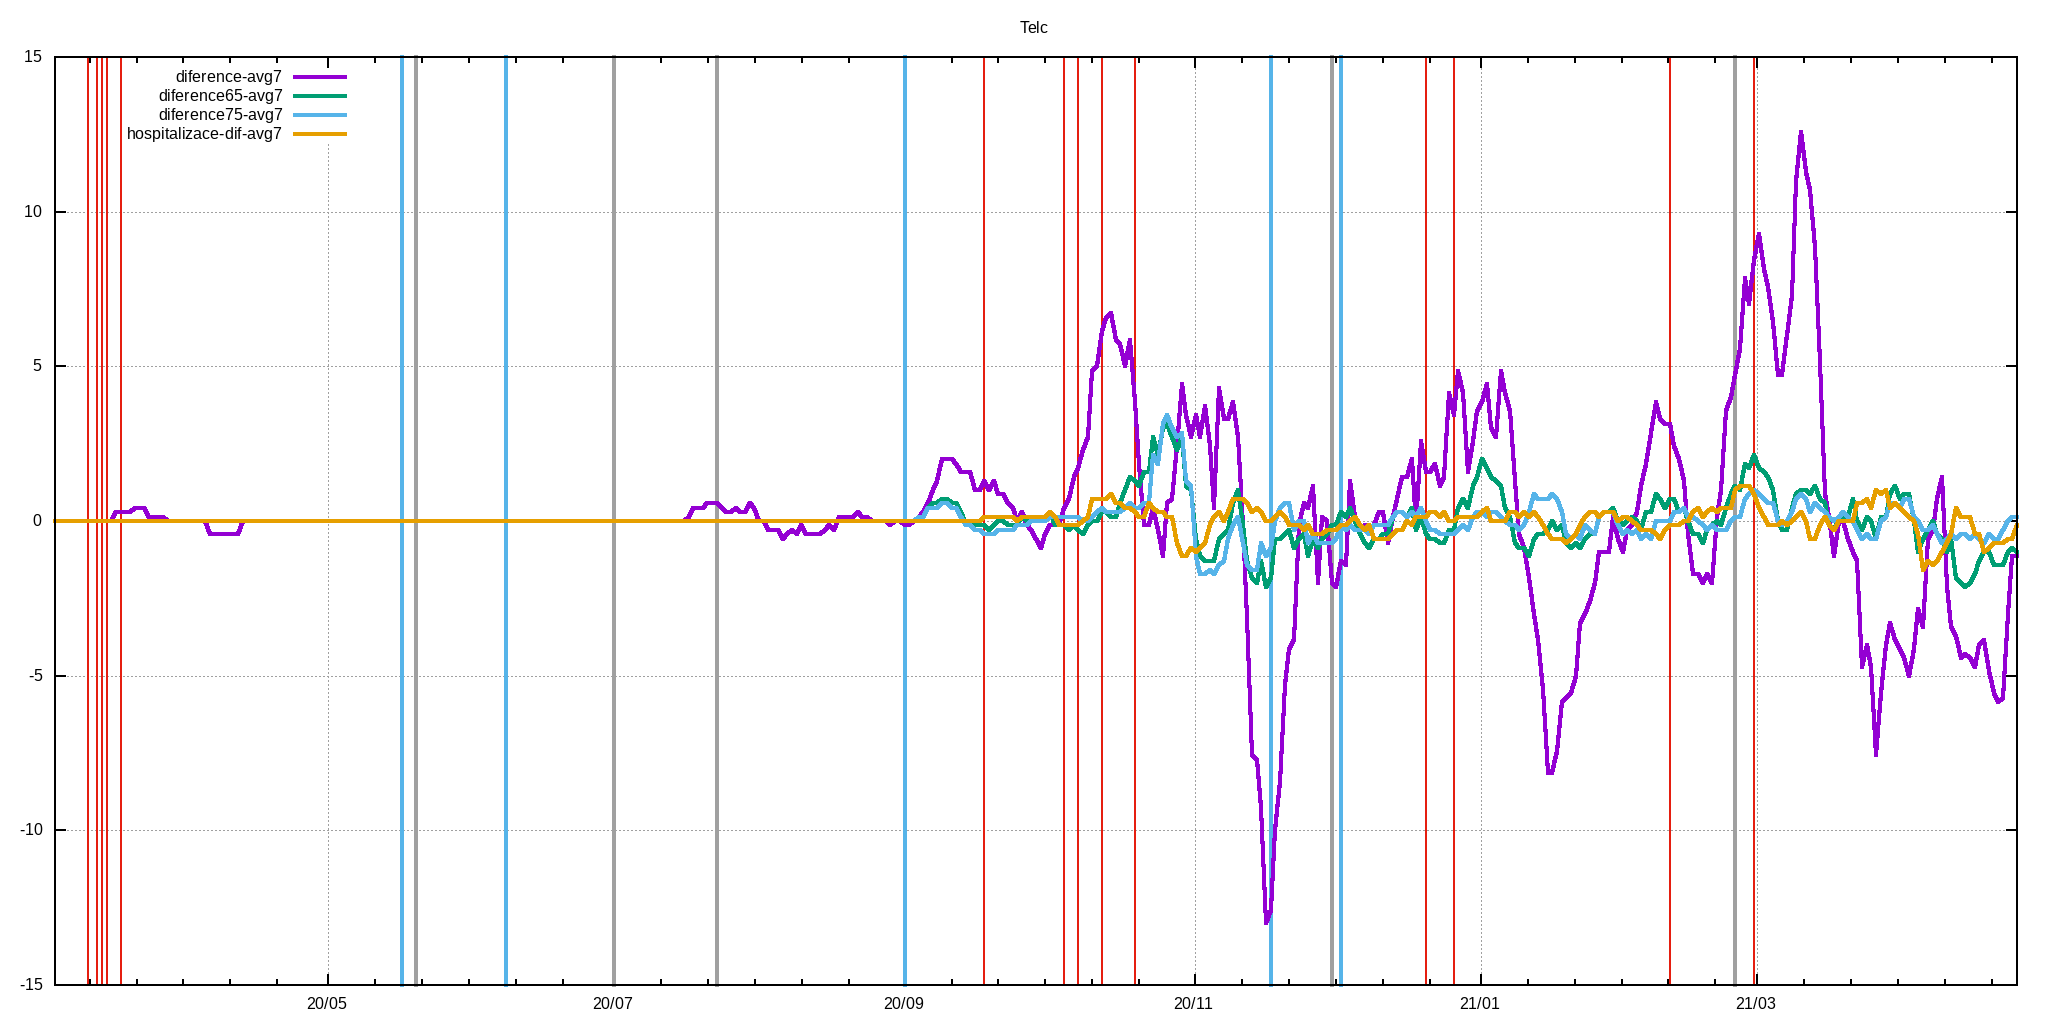 Telc
diference-avg7
diference65-avg7
diference75-avg7
hospitalizace-dif-avg7
15
10
5
0
-5
-10
-15
20/05 20/07 20/09 20/11 21/01 21/03